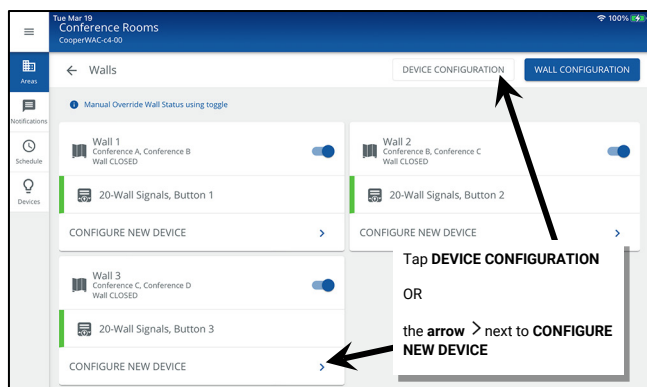 Tue Mar 19
100%
Conference Rooms
CooperWAC-c4-00
Areas
Notifications
Schedule
Devices
Walls
DEVICE CONFIGURATION
WALL CONFIGURATION
Manual Override Wall Status using toggle
Wall 1
Conference A, Conference B
Wall CLOSED
20-Wall Signals, Button 1
CONFIGURE NEW DEVICE
Wall 2
Conference B, Conference C
Wall CLOSED
20-Wall Signals, Button 2
CONFIGURE NEW DEVICE
Wall 3
Conference C, Conference D
Wall CLOSED
20-Wall Signals, Button 3
CONFIGURE NEW DEVICE
Tap DEVICE CONFIGURATION
OR
the arrow > next to CONFIGURE
NEW DEVICE